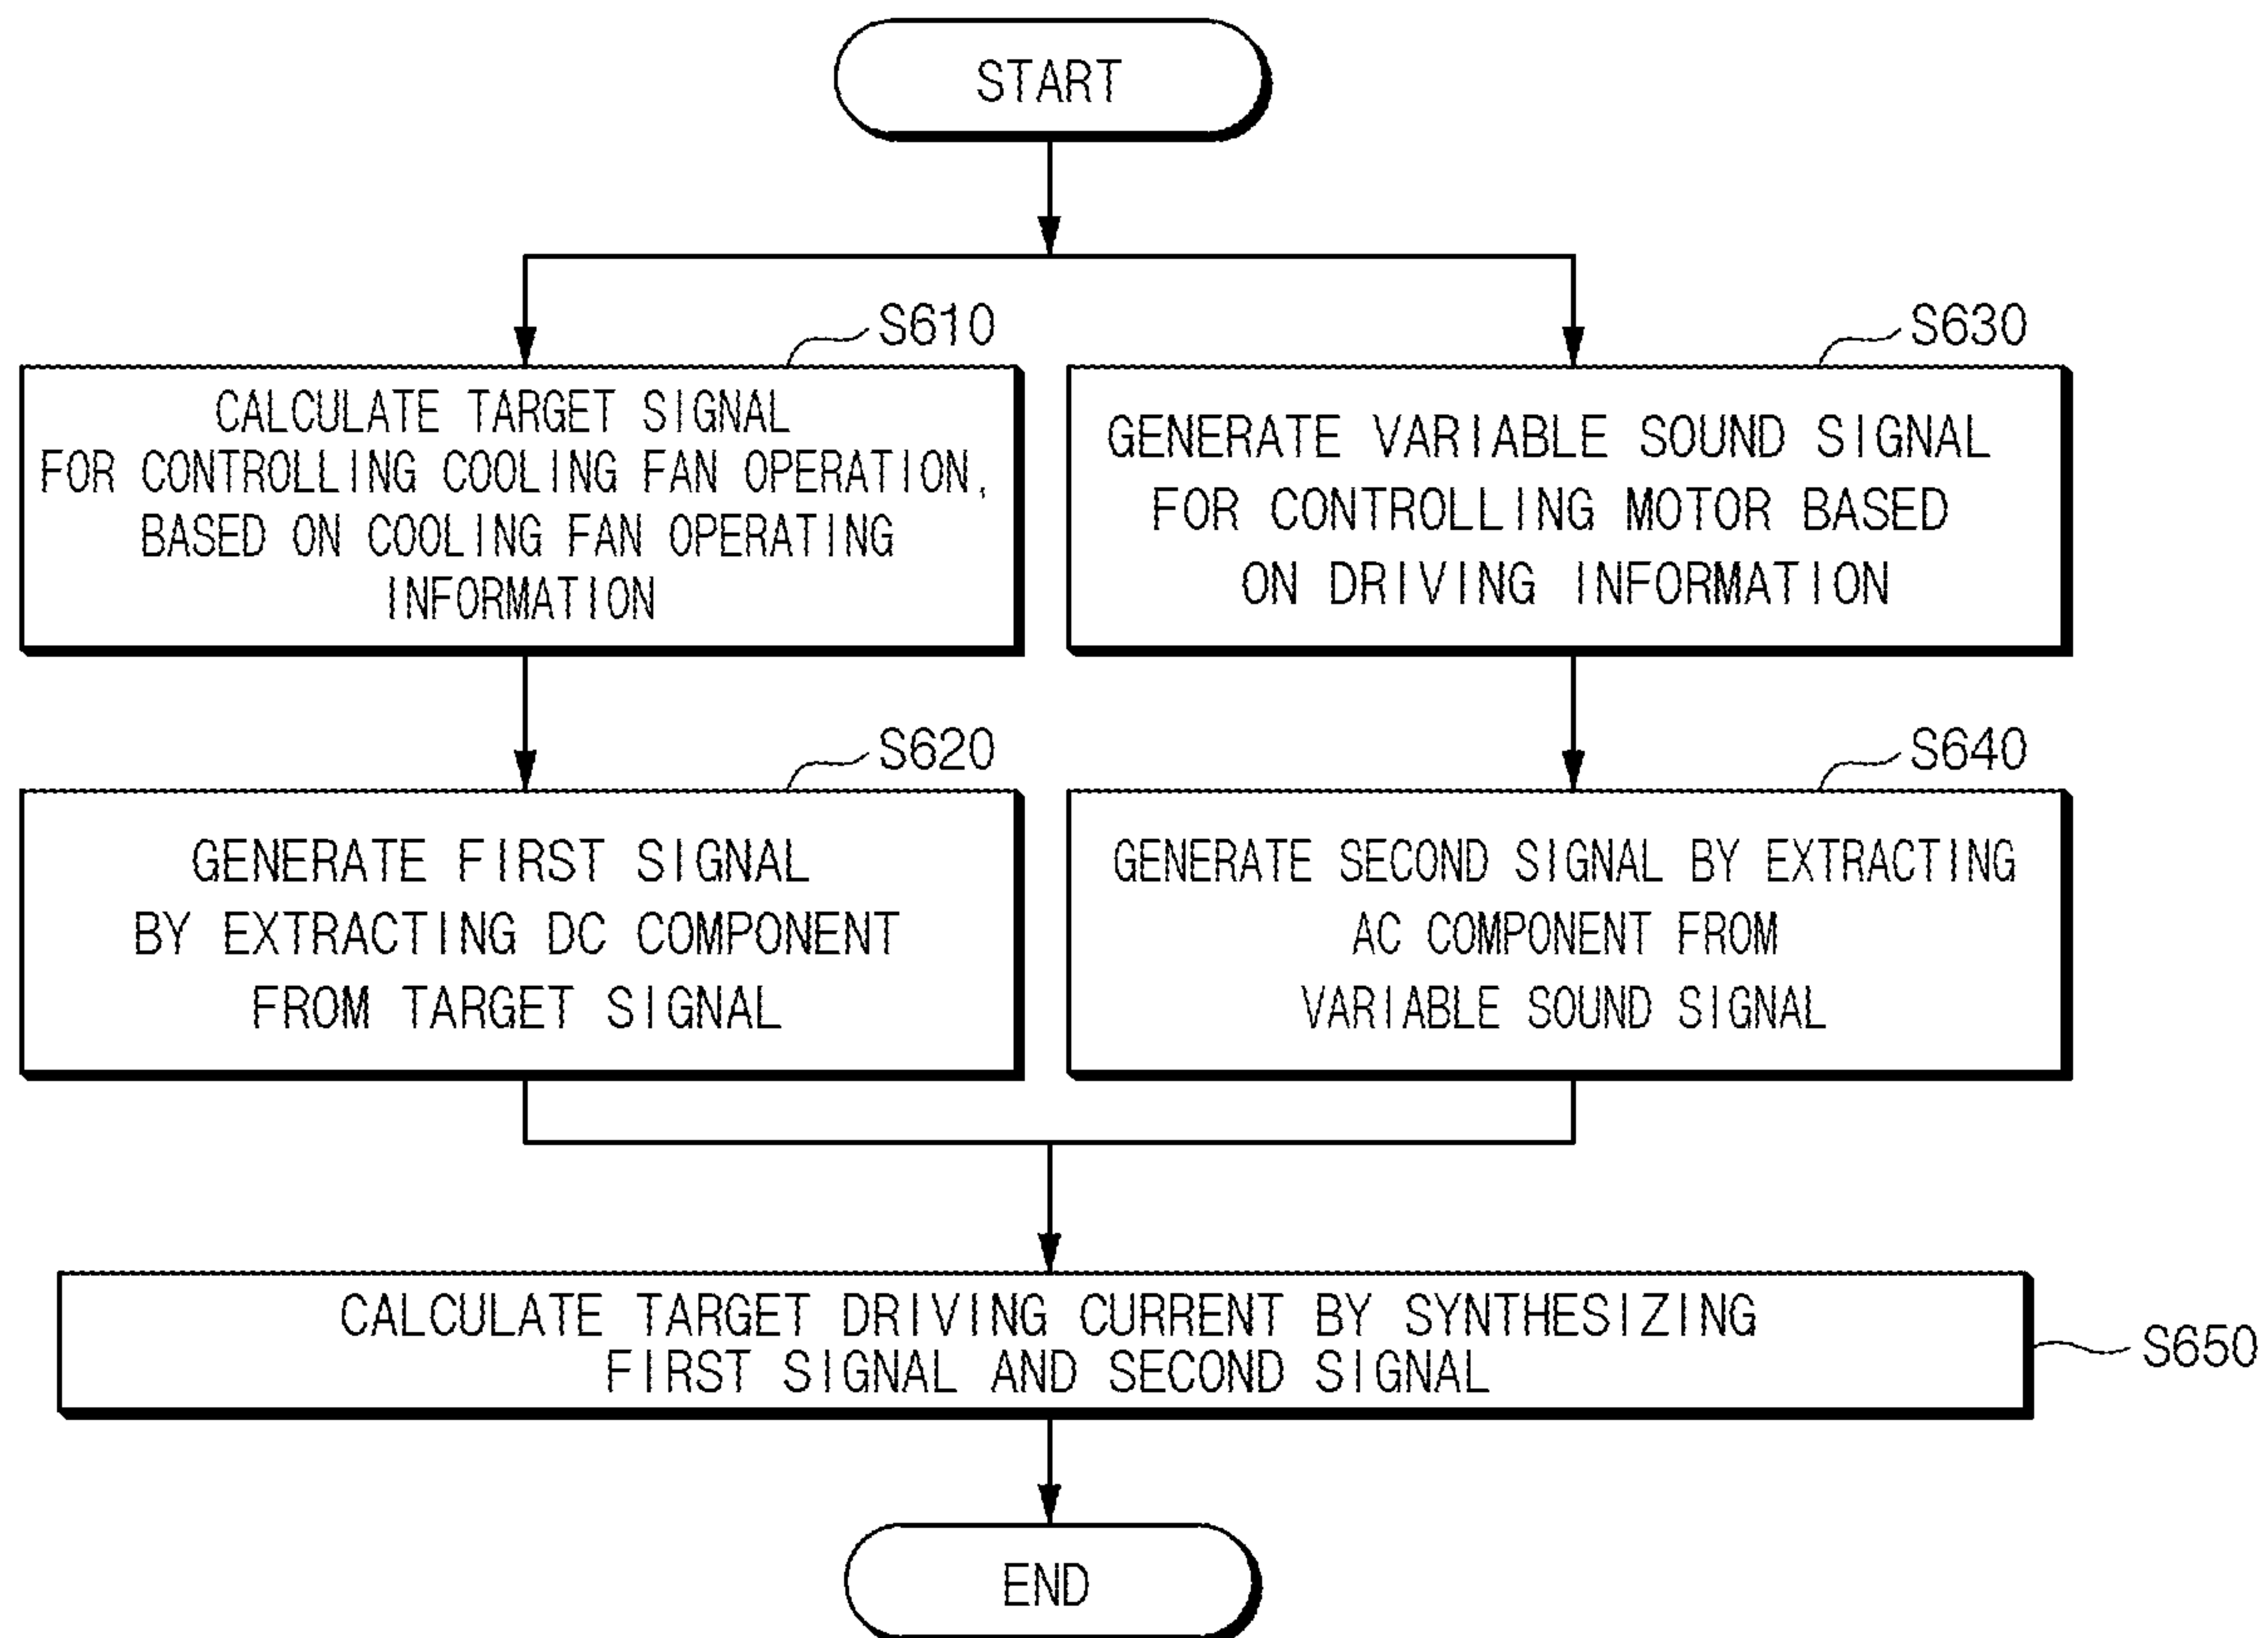 START
S610
CALCULATE TARGET SIGNAL
FOR CONTROLLING COOLING FAN OPERATION,
BASED ON COOLING FAN OPERATING
INFORMATION
S630
GENERATE VARIABLE SOUND SIGNAL
FOR CONTROLLING MOTOR BASED
ON DRIVING INFORMATION
S620
GENERATE FIRST SIGNAL
BY EXTRACTING DC COMPONENT
FROM TARGET SIGNAL
S640
GENERATE SECOND SIGNAL BY EXTRACTING
AC COMPONENT FROM
VARIABLE SOUND SIGNAL
CALCULATE TARGET DRIVING CURRENT BY SYNTHESIZING
FIRST SIGNAL AND SECOND SIGNAL
S650
END